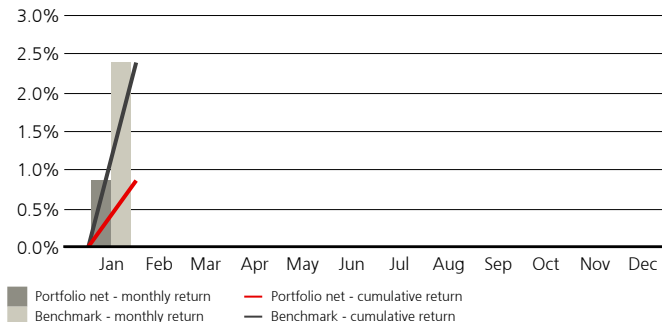 3.0%
2.5%
2.0%
1.5%
1.0%
0.5%
0.0%
Jan Feb Mar Apr May Jun Jul Aug Sep Oct Nov Dec
Portfolio net - monthly return Portfolio net - cumulative return
Benchmark - monthly return Benchmark - cumulative return